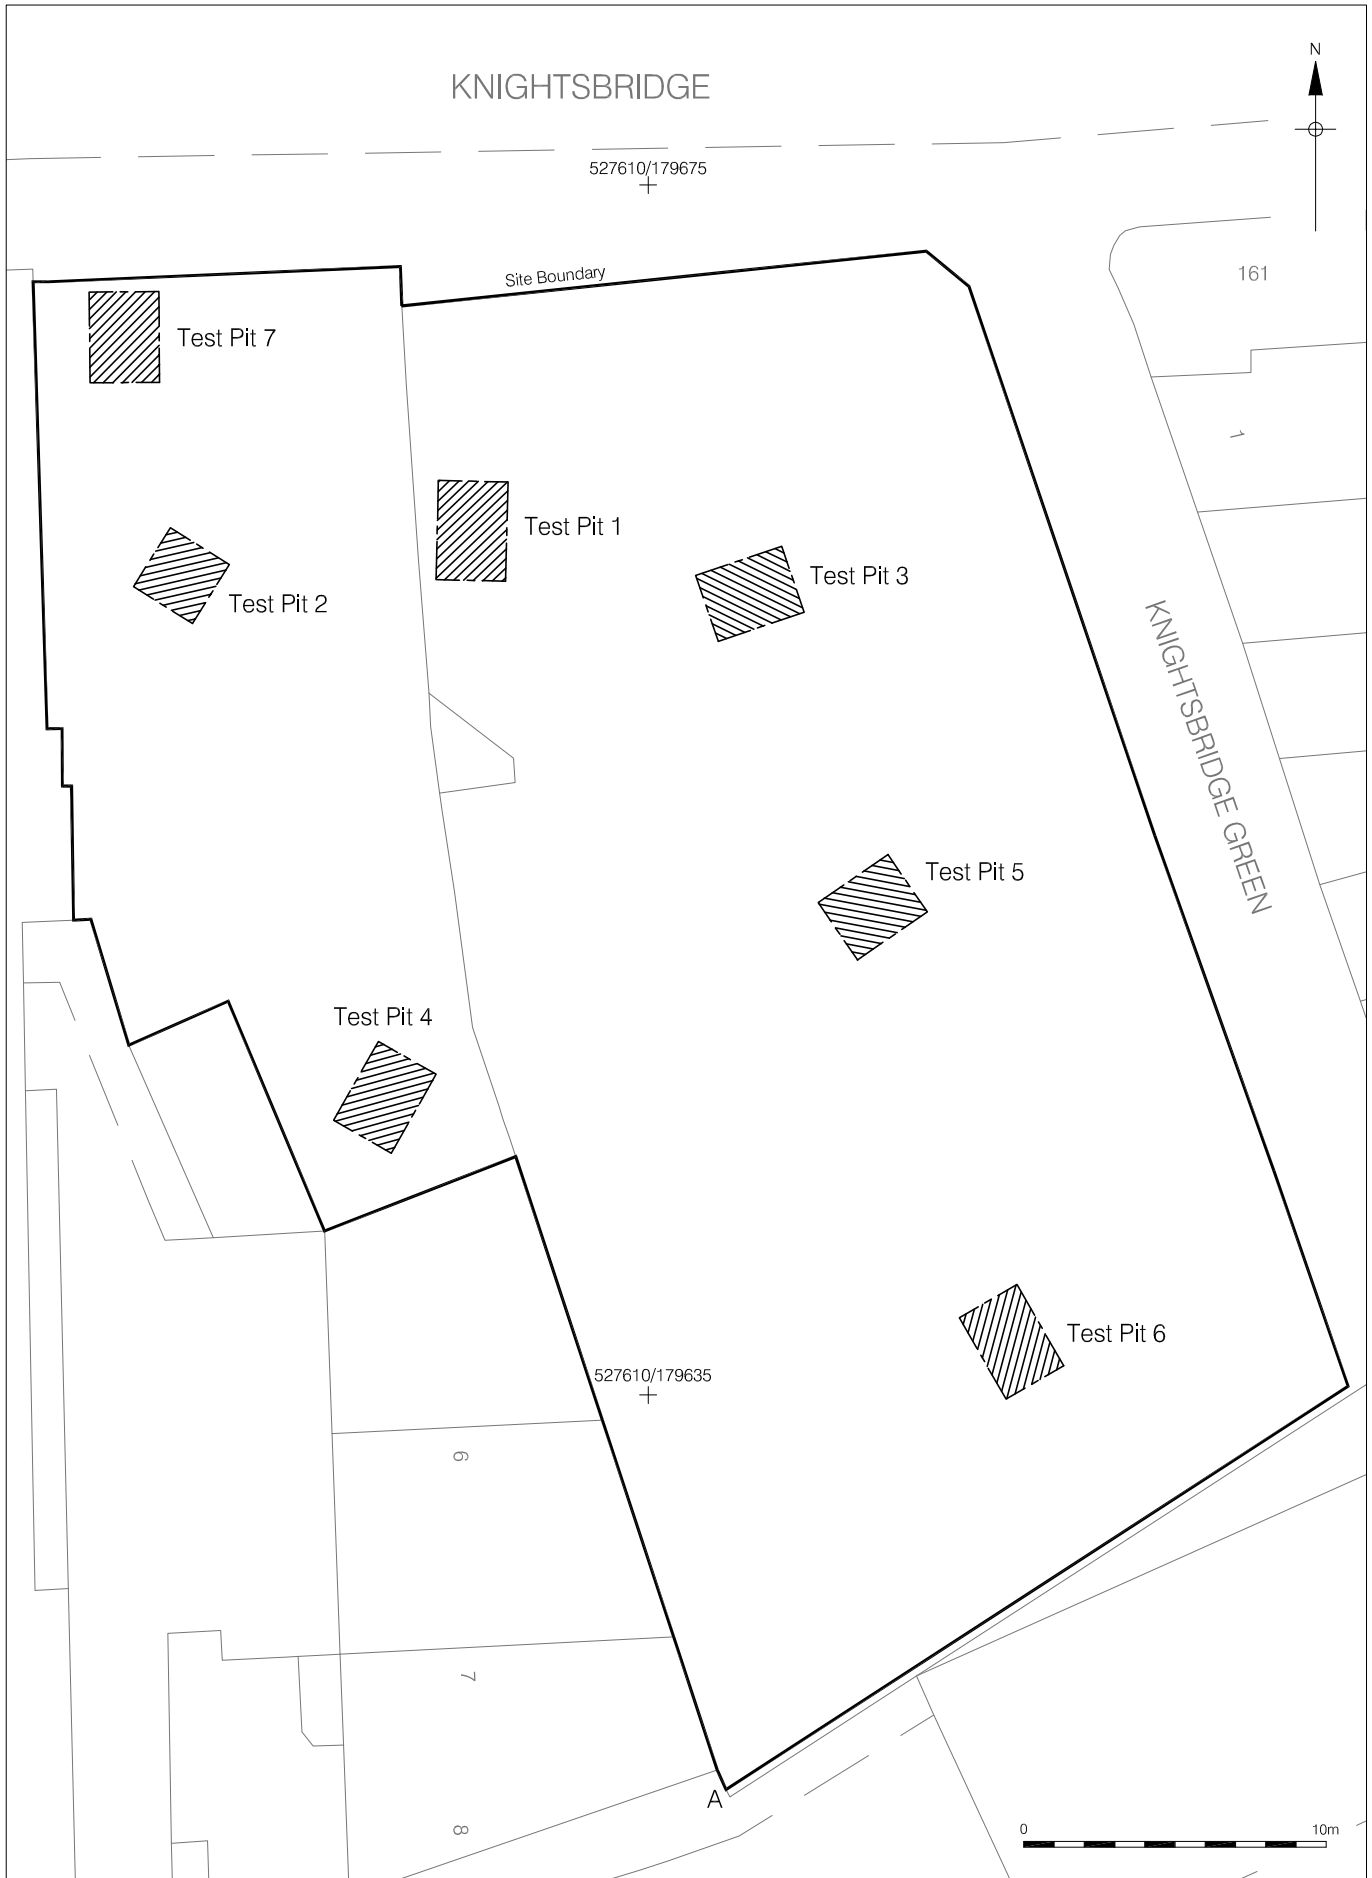 N
KNIGHTSBRIDGE
527610/179675
161
Site Boundary
Test Pit 7
1
Test Pit 1
Test Pit 3
Test Pit 2
KNIGHTSBRIDGE GREEN
Test Pit 5
Test Pit 4
Test Pit 6
527610/179635
6
7
A
8
0 10m